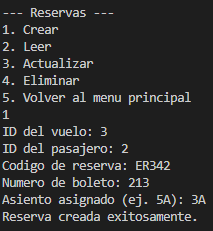 --- Reservas ---
1. Crear
2. Leer
3. Actualizar
4. Eliminar
5. Volver al menu principal
1
ID del vuelo: 3
ID del pasajero: 2
Codigo de reserva: ER342
Numero de boleto: 213
Asiento asignado (ej. 5A): 3A
Reserva creada exitosamente.